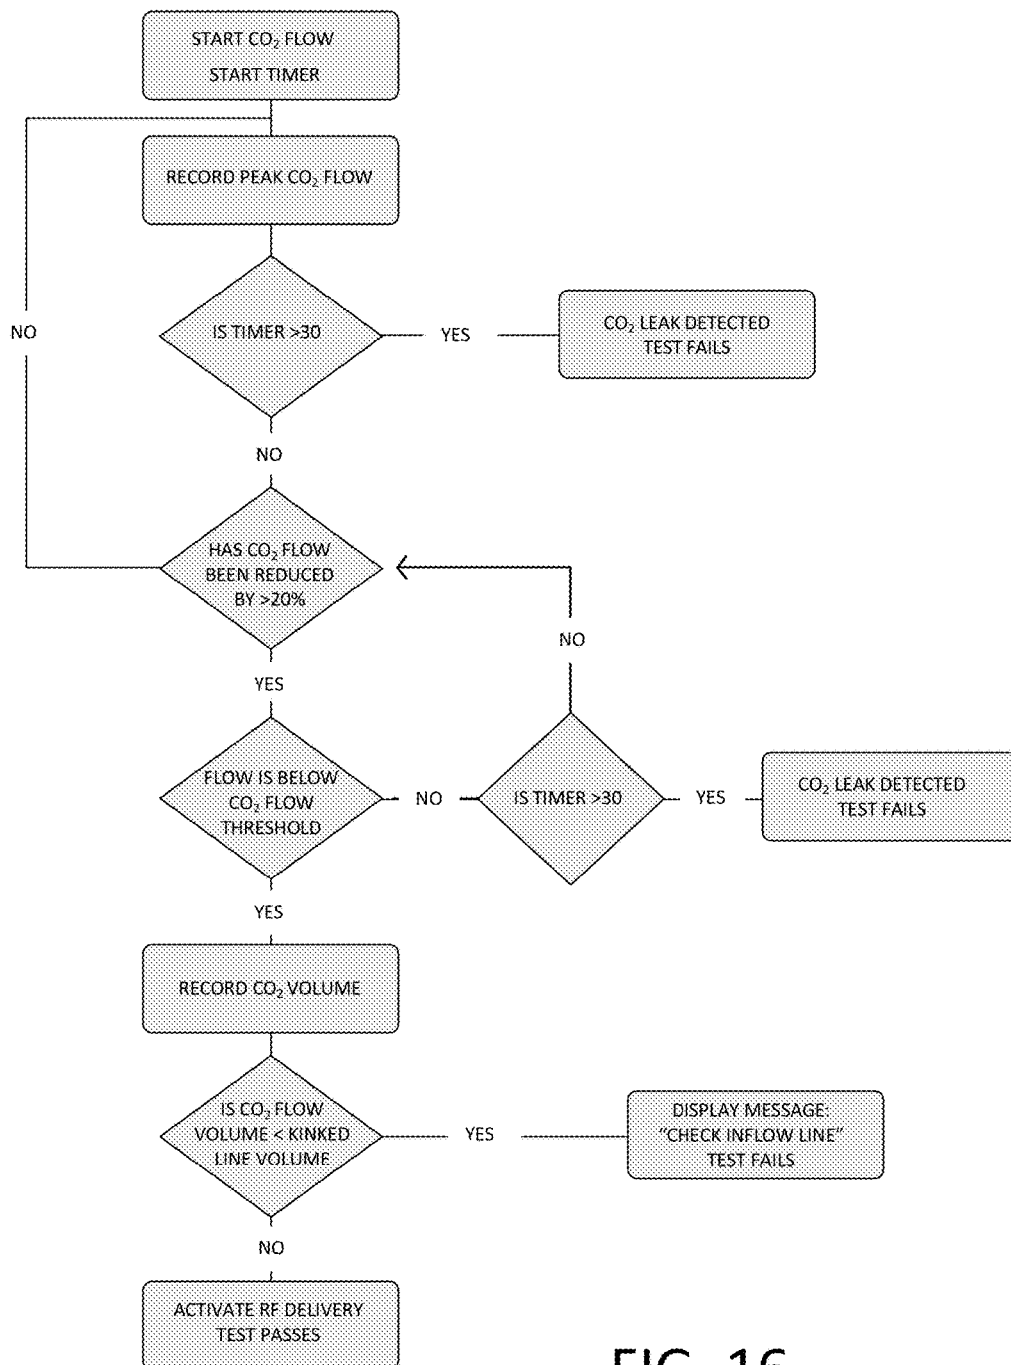 START CO₂ FLOW
START TIMER
RECORD PEAK CO₂ FLOW
IS TIMER >30
YES
CO₂ LEAK DETECTED
TEST FAILS
NO
NO
HAS CO₂ FLOW
BEEN REDUCED
BY >20%
NO
YES
FLOW IS BELOW
CO₂ FLOW
THRESHOLD
NO
IS TIMER >30
YES
CO₂ LEAK DETECTED
TEST FAILS
YES
RECORD CO₂ VOLUME
IS CO₂ FLOW
VOLUME < KINKED
LINE VOLUME
YES
DISPLAY MESSAGE:
"CHECK INFLOW LINE"
TEST FAILS
NO
ACTIVATE RF DELIVERY
TEST PASSES
FIG. 16